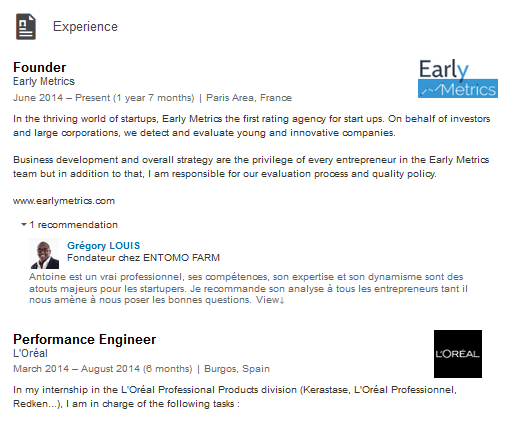 Experience
Founder
Early Metrics
Early
Metrics
June 2014 – Present (1 year 7 months) | Paris Area, France
In the thriving world of startups, Early Metrics the first rating agency for start ups. On behalf of investors
and large corporations, we detect and evaluate young and innovative companies.
Business development and overall strategy are the privilege of every entrepreneur in the Early Metrics
team but in addition to that, I am responsible for our evaluation process and quality policy.
www.earlymetrics.com
1 recommendation
Grégory LOUIS
Fondateur chez ENTOMO FARM
Antoine est un vrai professionnel, ses compétences, son expertise et son dynamisme sont des
atouts majeurs pour les startupers. Je recommande son analyse à tous les entrepreneurs tant il
nous amène à nous poser les bonnes questions. View↓
Performance Engineer
L'Oréal
L'ORÉAL
March 2014 – August 2014 (6 months) | Burgos, Spain
In my internship in the L'Oréal Professional Products division (Kerastase, L'Oréal Professionnel,
Redken...), I am in charge of the following tasks :